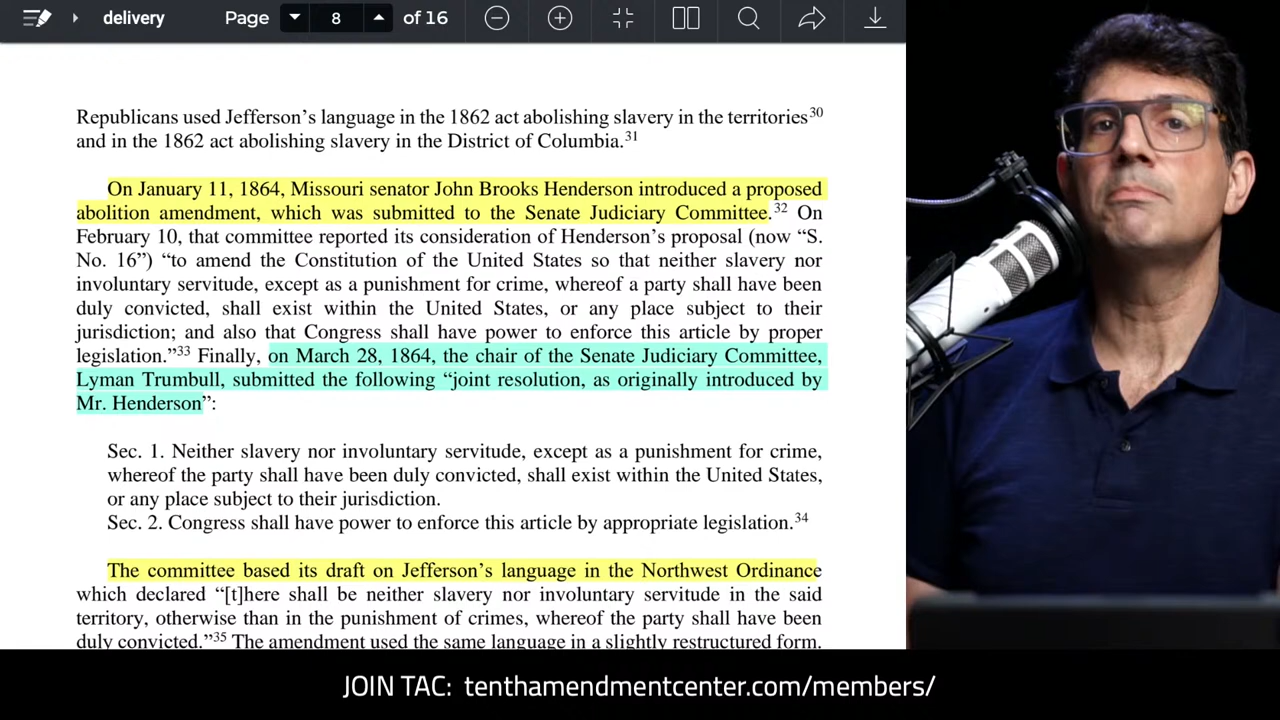 delivery
Page 8 of 16
Republicans used Jefferson’s language in the 1862 act abolishing slavery in the territories30
and in the 1862 act abolishing slavery in the District of Columbia.31
On January 11, 1864, Missouri senator John Brooks Henderson introduced a proposed
abolition amendment, which was submitted to the Senate Judiciary Committee.32 On
February 10, that committee reported its consideration of Henderson’s proposal (now “S.
No. 16”) “to amend the Constitution of the United States so that neither slavery nor
involuntary servitude, except as a punishment for crime, whereof a party shall have been
duly convicted, shall exist within the United States, or any place subject to their
jurisdiction; and also that Congress shall have power to enforce this article by proper
legislation.”33 Finally, on March 28, 1864, the chair of the Senate Judiciary Committee,
Lyman Trumbull, submitted the following “joint resolution, as originally introduced by
Mr. Henderson”:
Sec. 1. Neither slavery nor involuntary servitude, except as a punishment for crime,
whereof the party shall have been duly convicted, shall exist within the United States,
or any place subject to their jurisdiction.
Sec. 2. Congress shall have power to enforce this article by appropriate legislation.34
The committee based its draft on Jefferson’s language in the Northwest Ordinance
which declared “[t]here shall be neither slavery nor involuntary servitude in the said
territory, otherwise than in the punishment of crimes, whereof the party shall have been
duly convicted.”35 The amendment used the same language in a slightly restructured form.
JOIN TAC: tenthamendmentcenter.com/members/